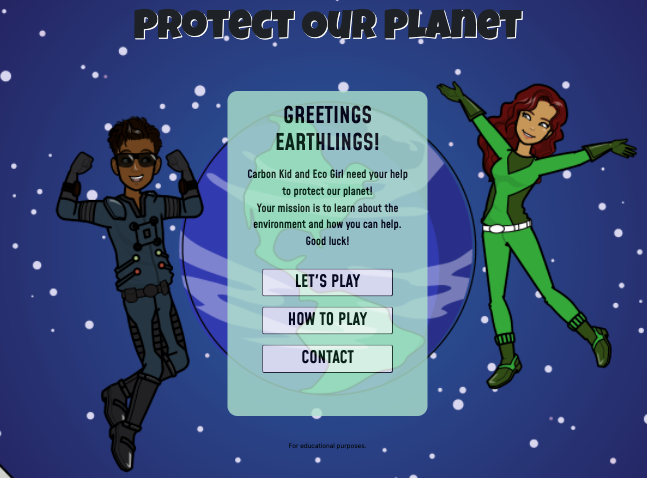 PROTECT OUR PLANET
GREETINGS
EARTHLINGS!
Carbon Kid and Eco Girl need your help
to protect our planet!
Your mission is to learn about the
environment and how you can help.
Good luck!
LET'S PLAY
HOW TO PLAY
CONTACT
For educational purposes.